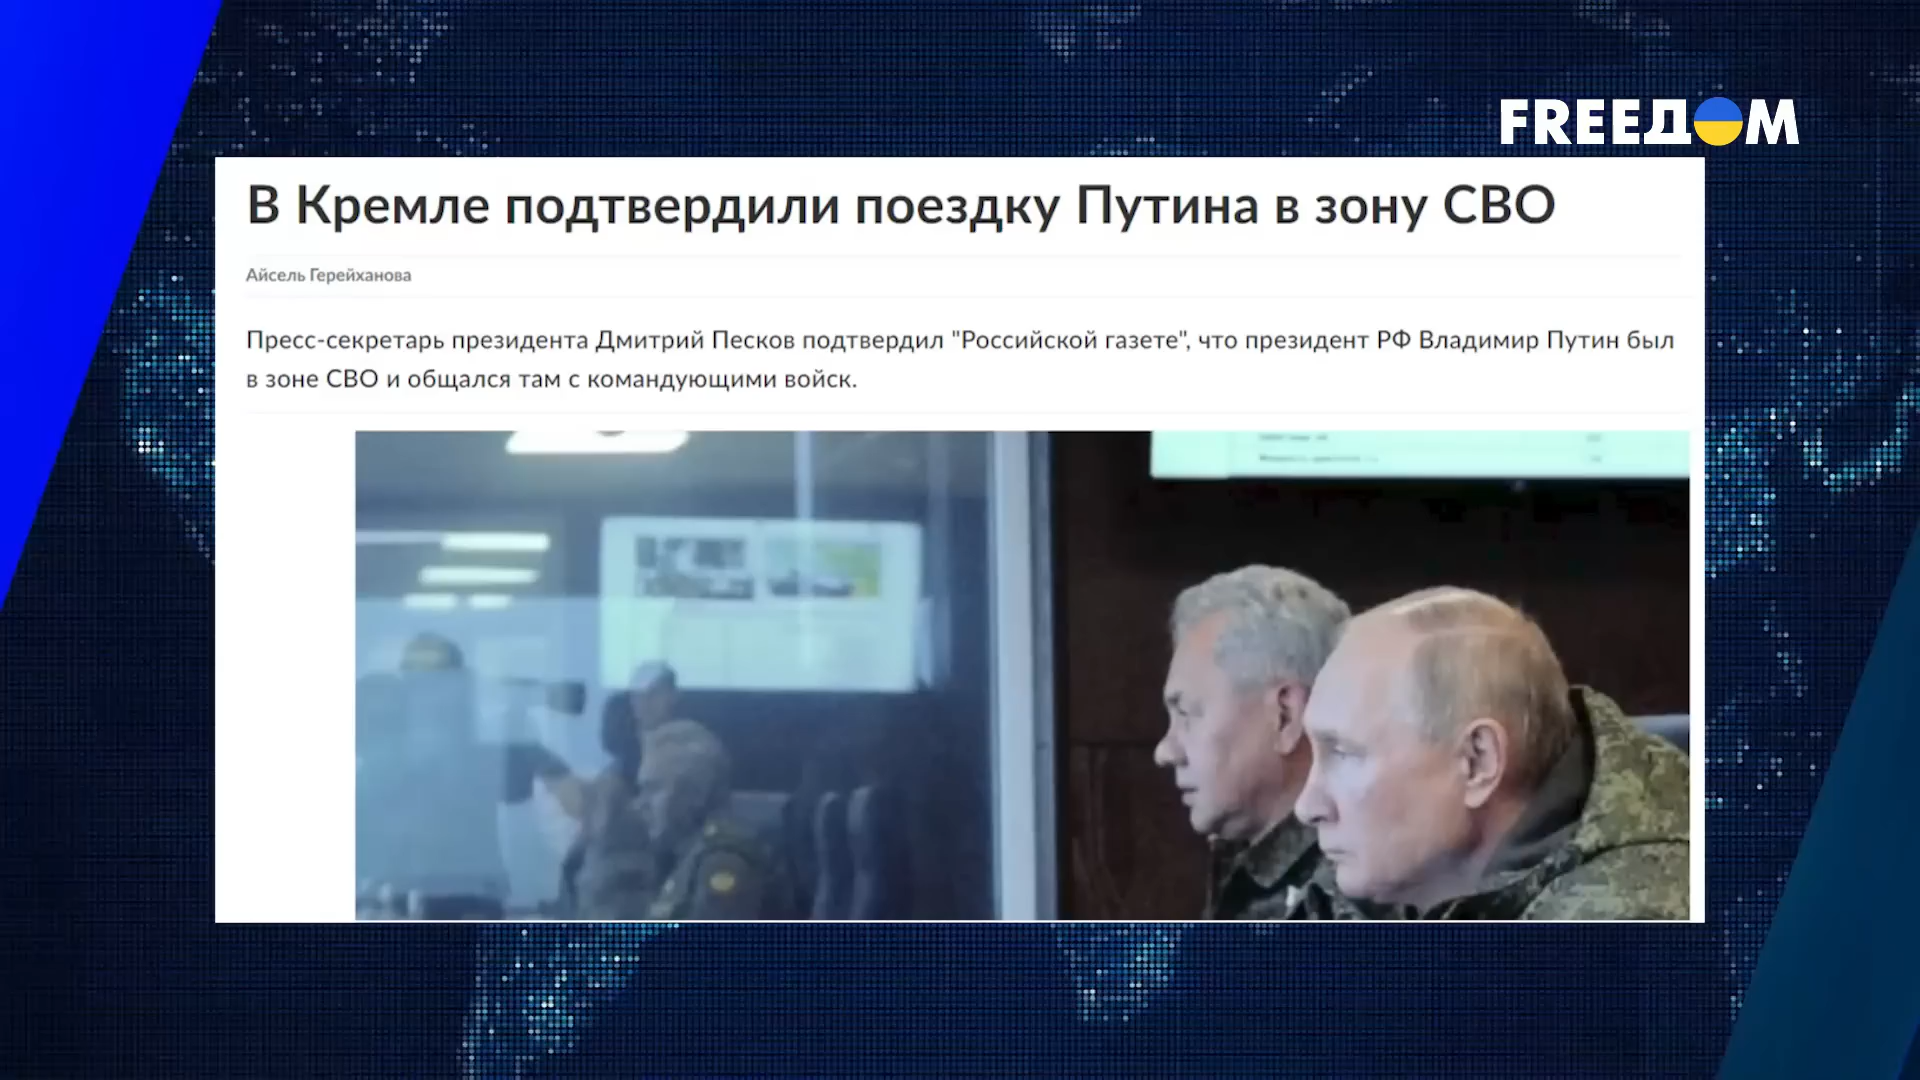 FREEДOM
В Кремле подтвердили поездку Путина в зону СВО
Айсель Герейханова
Пресс-секретарь президента Дмитрий Песков подтвердил "Российской газете", что президент РФ Владимир Путин был
в зоне СВО и общался там с командующими войск.